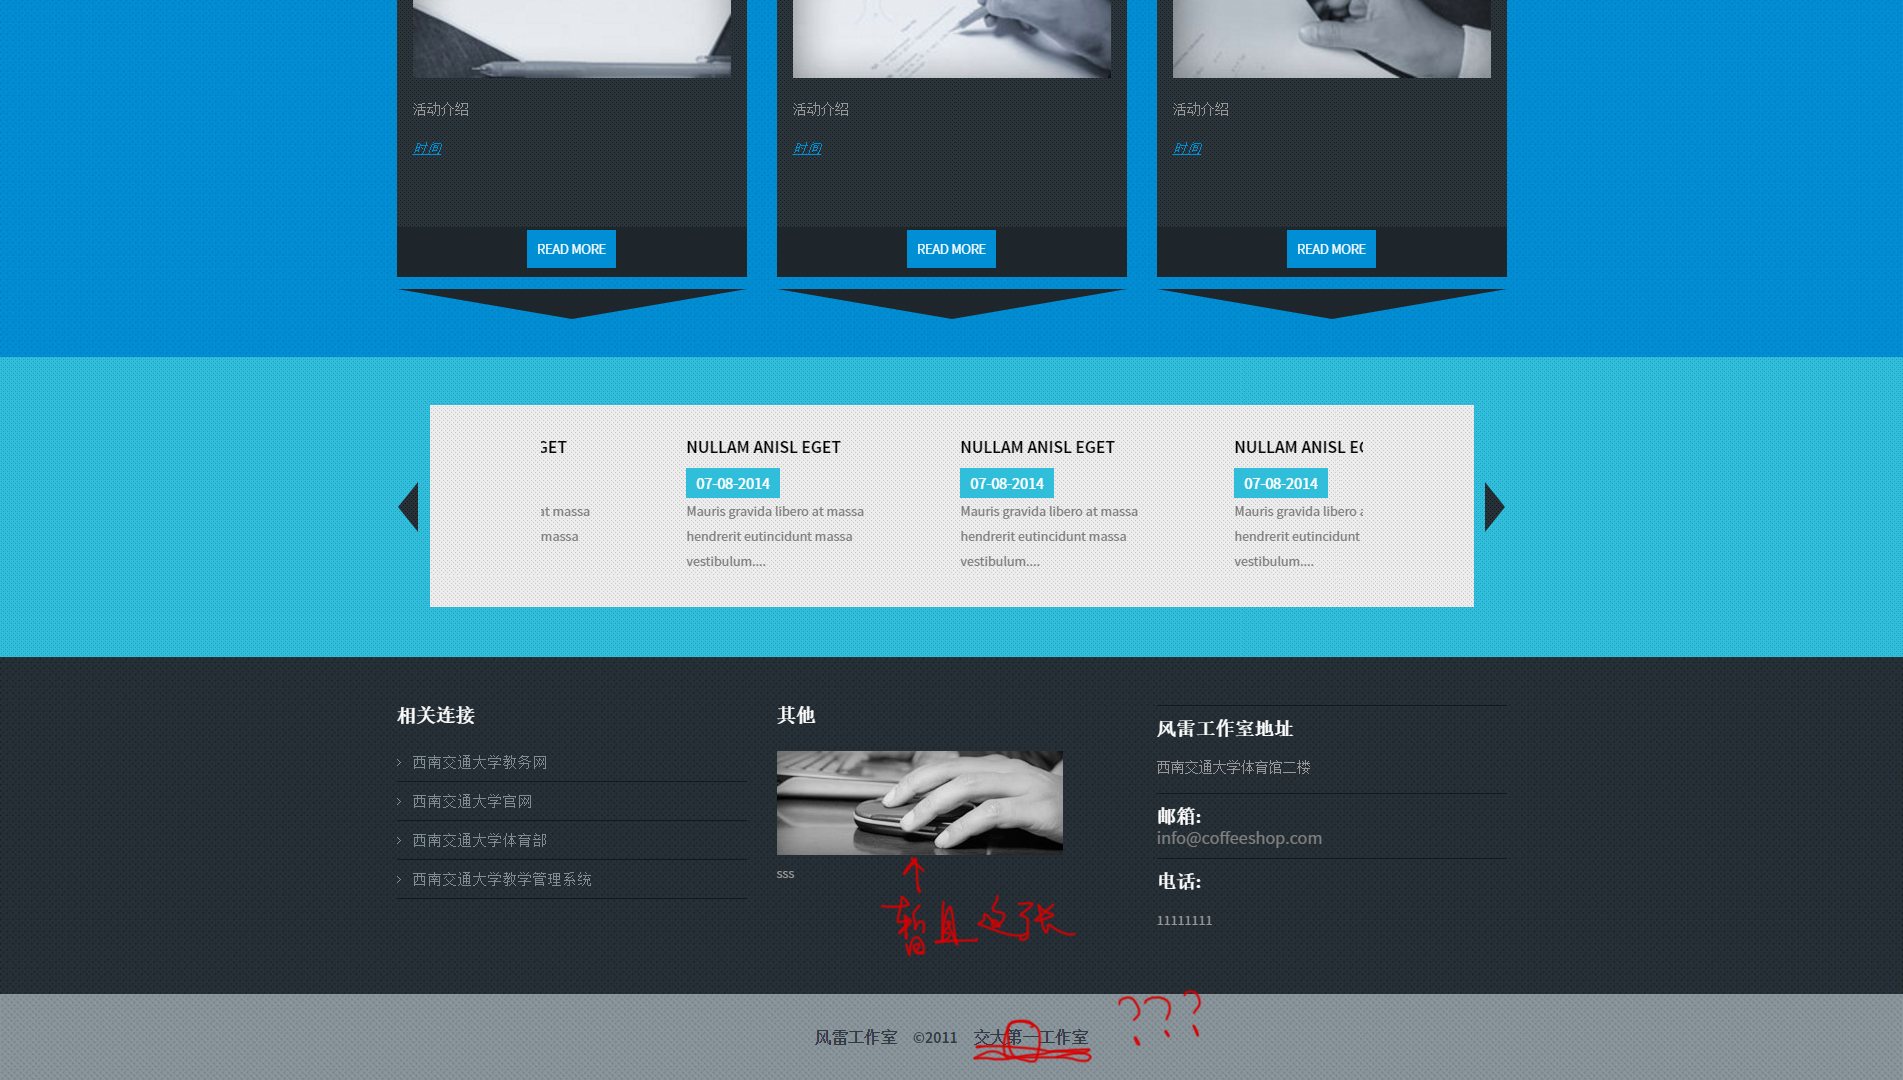 活动介绍
时间
READ MORE
活动介绍
时间
READ MORE
活动介绍
时间
READ MORE
GET
at massa
massa
NULLAM ANISL EGET
07-08-2014
Mauris gravida libero at massa
hendrerit eutincidunt massa
vestibulum....
NULLAM ANISL EGET
07-08-2014
Mauris gravida libero at massa
hendrerit eutincidunt massa
vestibulum....
NULLAM ANISL EG
07-08-2014
Mauris gravida libero a
hendrerit eutincidunt
vestibulum....
相关连接
西南交通大学教务网
西南交通大学官网
西南交通大学体育部
西南交通大学教学管理系统
其他
sss
暂且这张
风雷工作室地址
西南交通大学体育馆二楼
邮箱:
info@coffeeshop.com
电话:
11111111
风雷工作室 ©2011 交大第一工作室
???